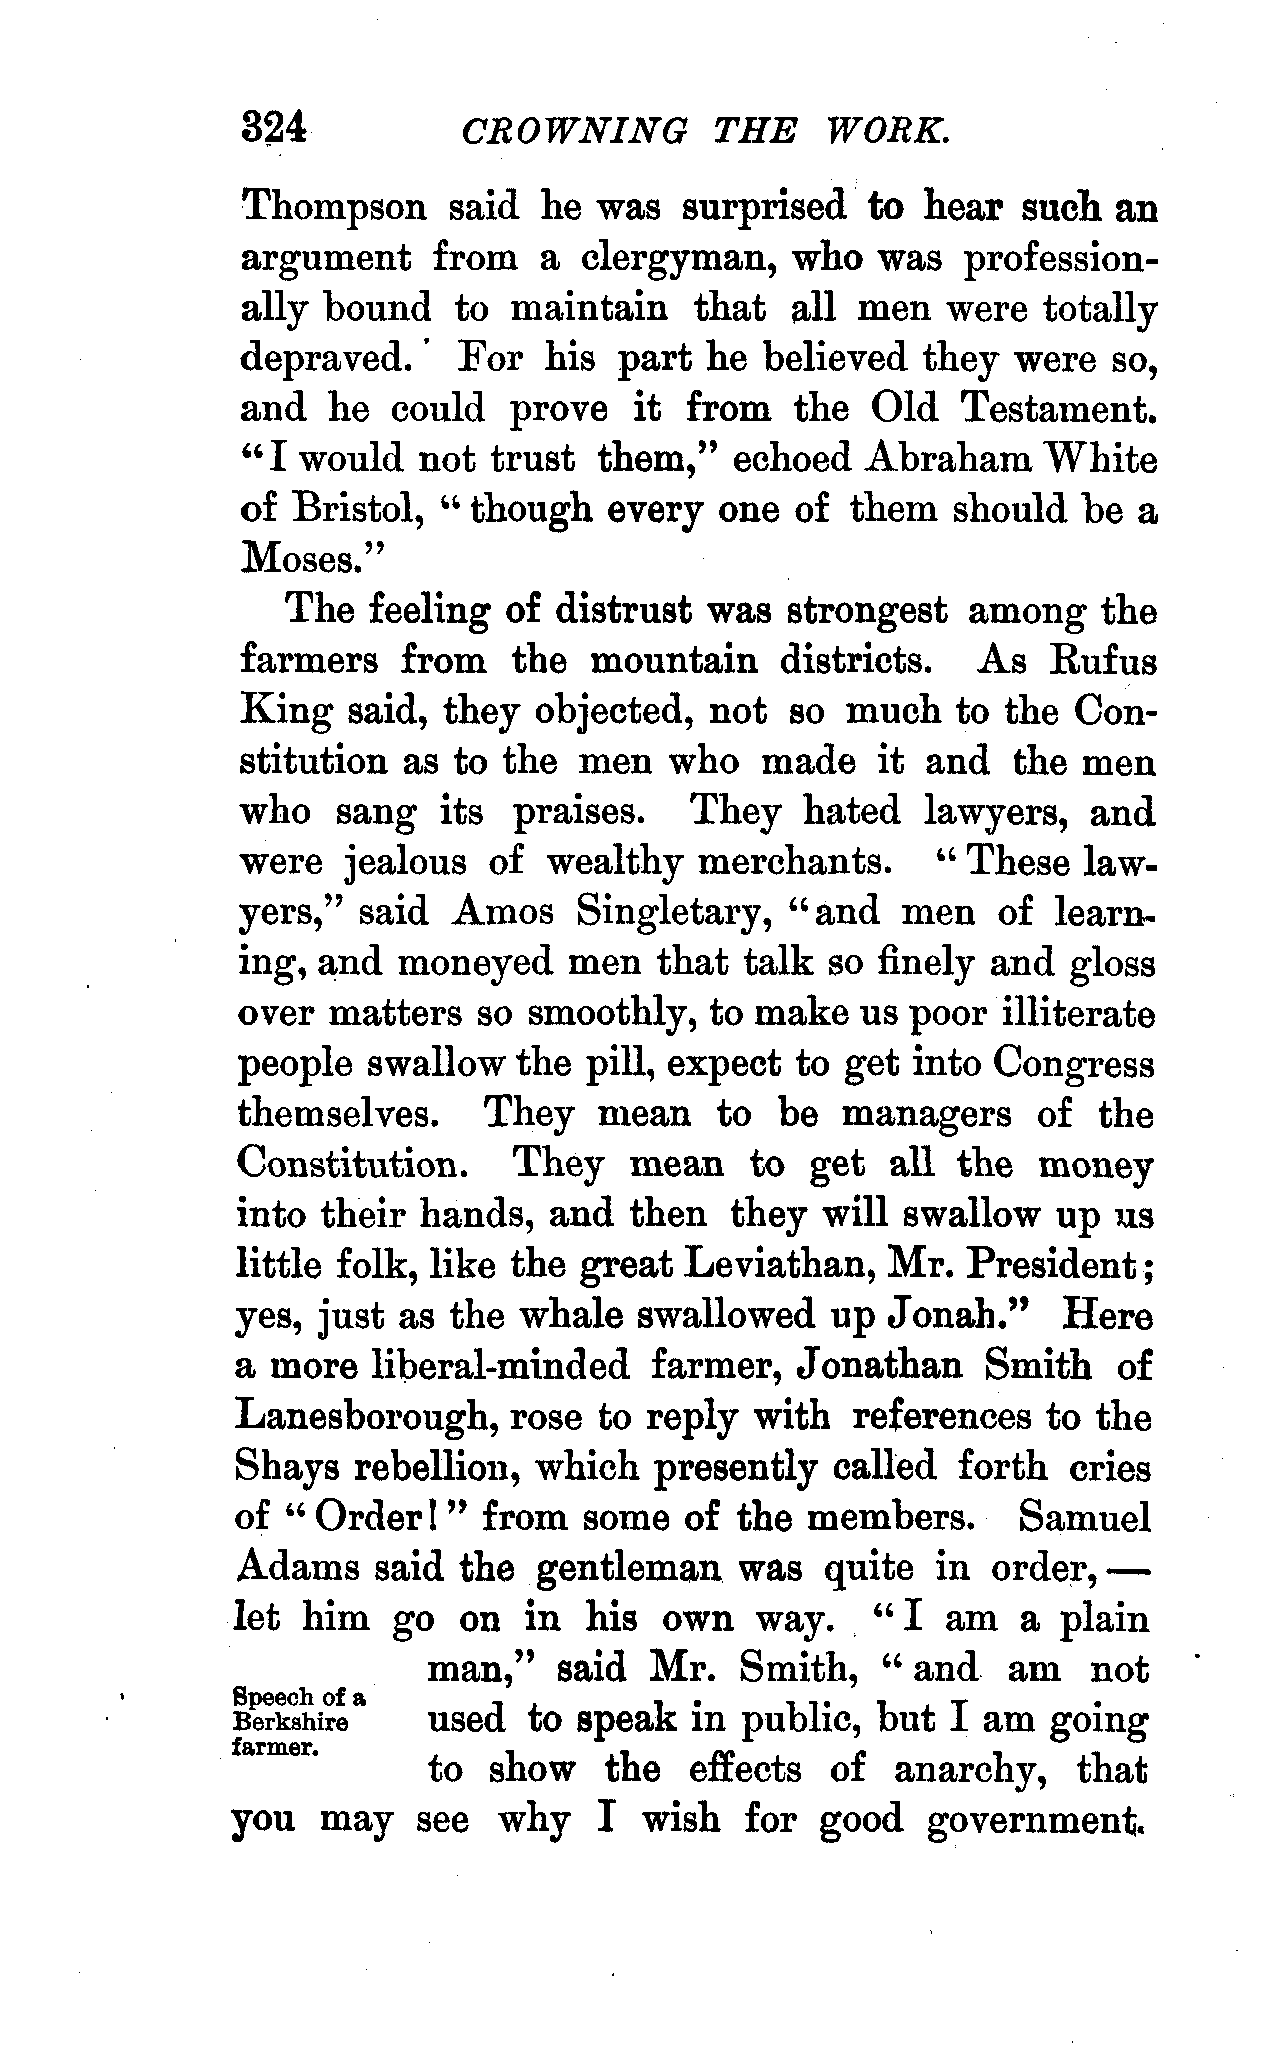 324 CROWNING THE WORK.
Thompson said he was surprised to hear such an
argument from a clergyman, who was profession-
ally bound to maintain that all men were totally
depraved. For his part he believed they were so,
and he could prove it from the Old Testament.
"I would not trust them," echoed Abraham White
of Bristol, "though every one of them should be a
Moses."
The feeling of distrust was strongest among the
farmers from the mountain districts. As Rufus
King said, they objected, not so much to the Con-
stitution as to the men who made it and the men
who sang its praises. They hated lawyers, and
were jealous of wealthy merchants. "These law-
yers," said Amos Singletary, "and men of learn-
ing, and moneyed men that talk so finely and gloss
over matters so smoothly, to make us poor illiterate
people swallow the pill, expect to get into Congress
themselves. They mean to be managers of the
Constitution. They mean to get all the money
into their hands, and then they will swallow up us
little folk, like the great Leviathan, Mr. President;
yes, just as the whale swallowed up Jonah." Here
a more liberal-minded farmer, Jonathan Smith of
Lanesborough, rose to reply with references to the
Shays rebellion, which presently called forth cries
of "Order!" from some of the members. Samuel
Adams said the gentleman was quite in order,—
let him go on in his own way. "I am a plain
Speech of a
Berkshire
farmer.
man," said Mr. Smith, "and am not
used to speak in public, but I am going
to show the effects of anarchy, that
you may see why I wish for good government.